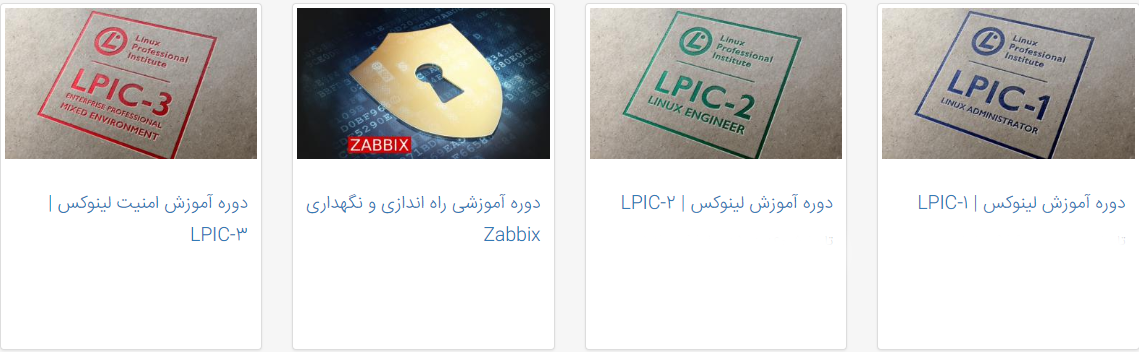 Linux
Professional
Institute
LPIC-1
LINUX ADMINISTRATOR
دوره آموزش لینوکس | LPIC-۱
Linux
Professional
Institute
LPIC-2
LINUX ENGINEER
دوره آموزش لینوکس | LPIC-۲
ZABBIX
دوره آموزشی راه اندازی و نگهداری
Zabbix
Linux
Professional
Institute
LPIC-3
ENTERPRISE PROFESSIONAL
MIXED ENVIRONMENT
دوره آموزش امنیت لینوکس |
LPIC-۳